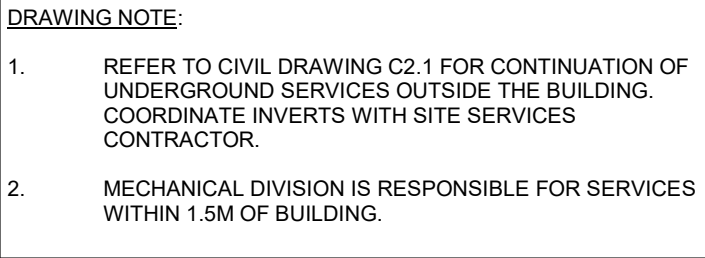 DRAWING NOTE:
1. REFER TO CIVIL DRAWING C2.1 FOR CONTINUATION OF
UNDERGROUND SERVICES OUTSIDE THE BUILDING.
COORDINATE INVERTS WITH SITE SERVICES
CONTRACTOR.
2. MECHANICAL DIVISION IS RESPONSIBLE FOR SERVICES
WITHIN 1.5M OF BUILDING.